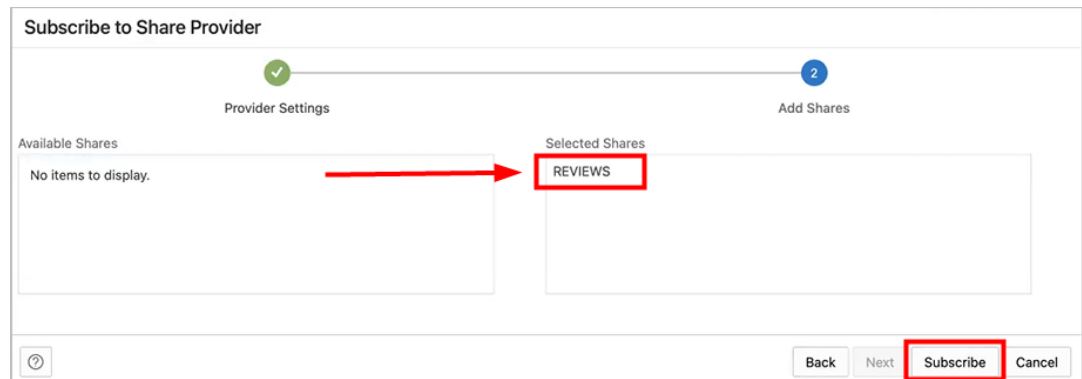 Subscribe to Share Provider
2
Provider Settings
Add Shares
Available Shares
Selected Shares
No items to display.
REVIEWS
?
Back
Next
Subscribe
Cancel